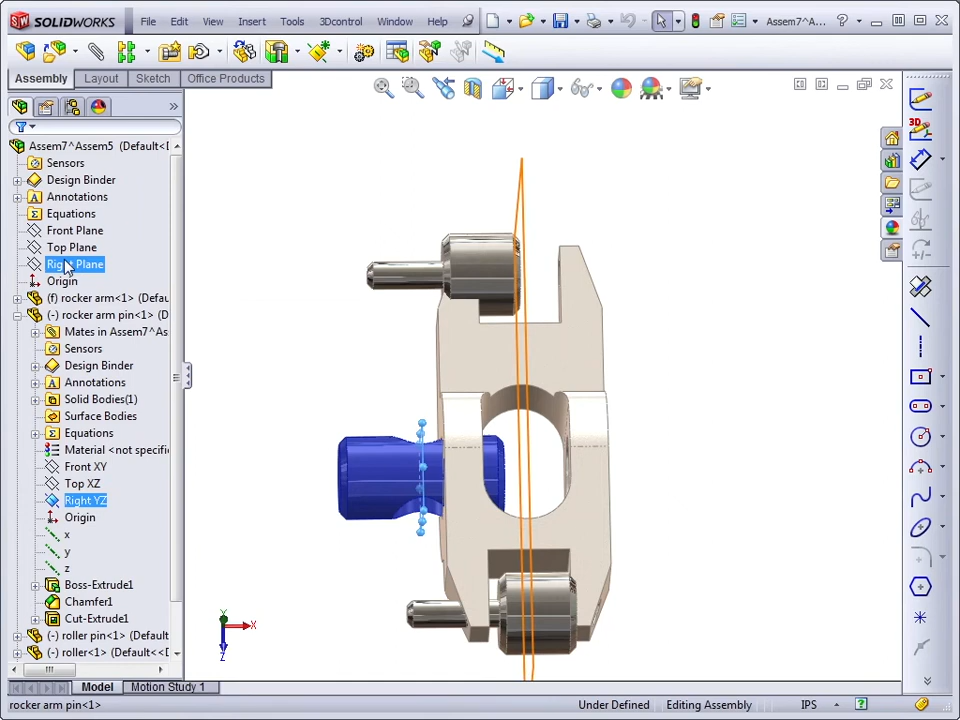 SOLIDWORKS File Edit View Insert Tools 3Dcontrol Window Help Assem7^A...
Assembly Layout Sketch Office Products
Assem7^Assem5 (Default<[
Sensors
Design Binder
Annotations
Equations
Front Plane
Top Plane
Right Plane
Origin
(f) rocker arm<1> (Defau
(-) rocker arm pin<1> (D
Mates in Assem7^As
Sensors
Design Binder
Annotations
Solid Bodies(1)
Surface Bodies
Equations
Material <not specifi
Front XY
Top XZ
Right YZ
Origin
x
y
z
Boss-Extrude1
Chamfer1
Cut-Extrude1
(-) roller pin<1> (Default
(-) roller<1> (Default<<D
Y
X
Z
3D
Model Motion Study 1
rocker arm pin<1> Under Defined Editing Assembly IPS